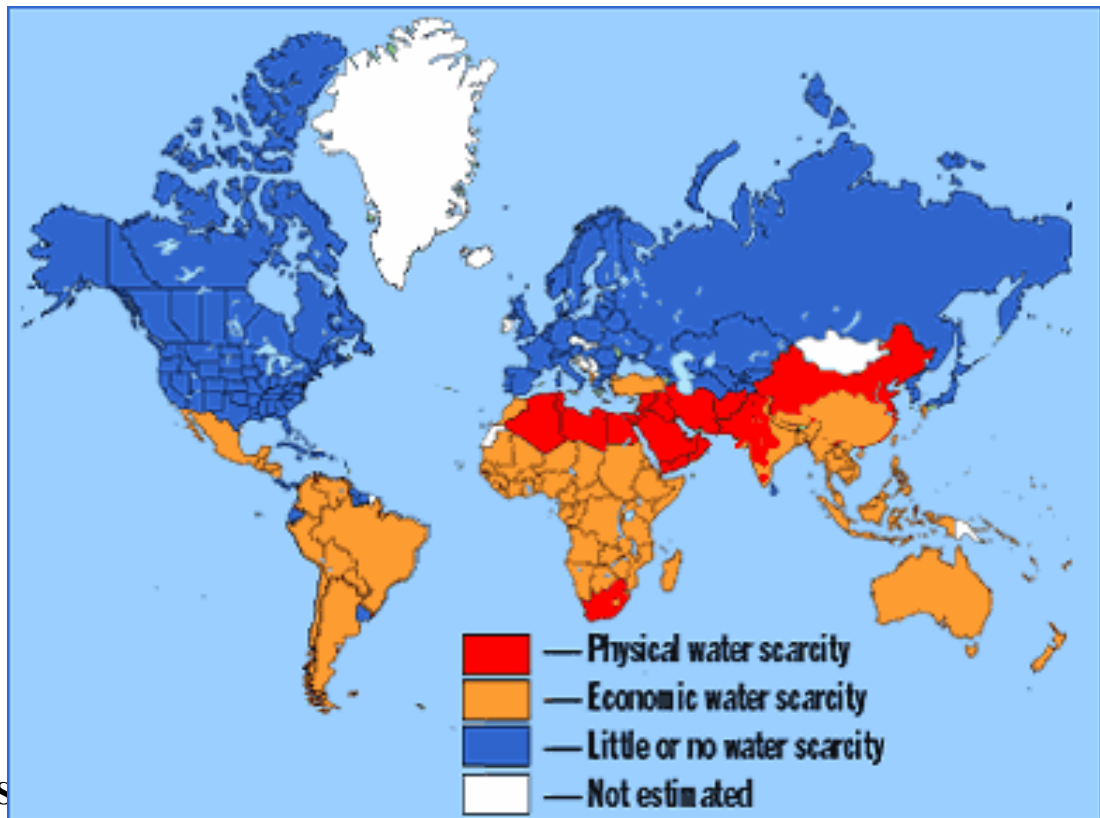 Physical water scarcity
Economic water scarcity
Little or no water scarcity
s
Not estimated